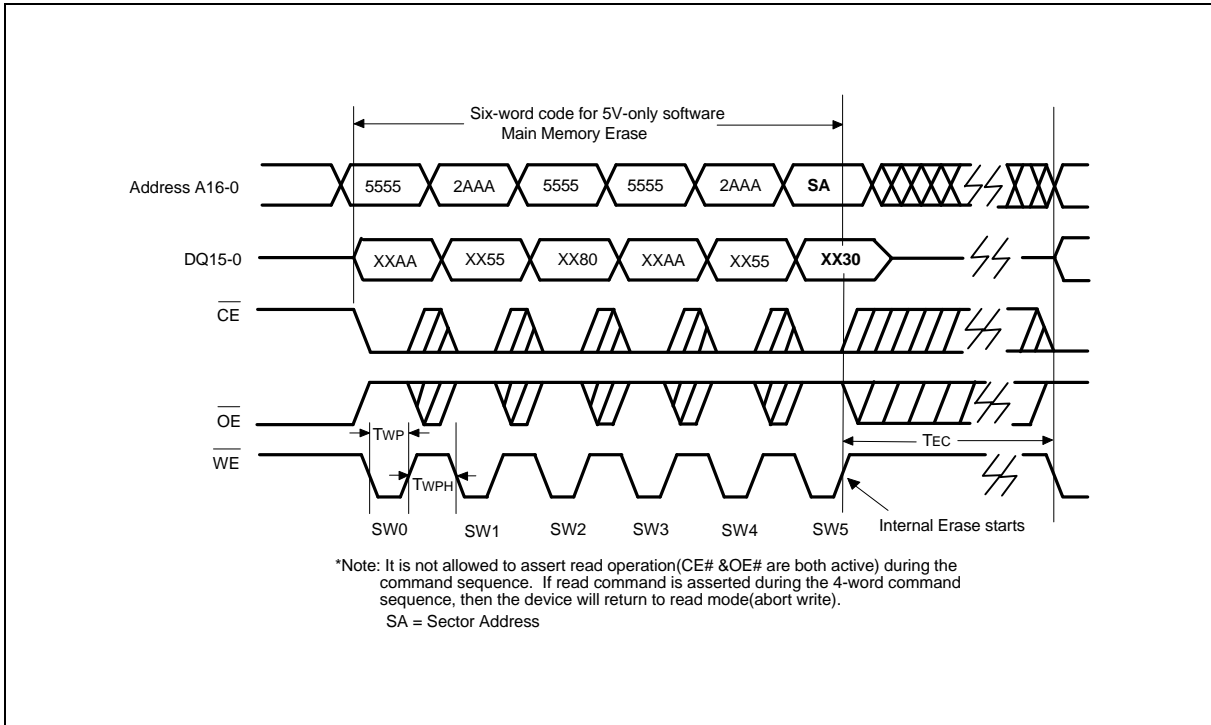 Six-word code for 5V-only software
Main Memory Erase
Address A16-0 5555 2AAA 5555 5555 2AAA SA
DQ15-0 XXAA XX55 XX80 XXAA XX55 XX30
CE
OE
TWP
TEC
WE
TWPH
Internal Erase starts
SW0 SW1 SW2 SW3 SW4 SW5
*Note: It is not allowed to assert read operation(CE# &OE# are both active) during the
command sequence. If read command is asserted during the 4-word command
sequence, then the device will return to read mode(abort write).
SA = Sector Address